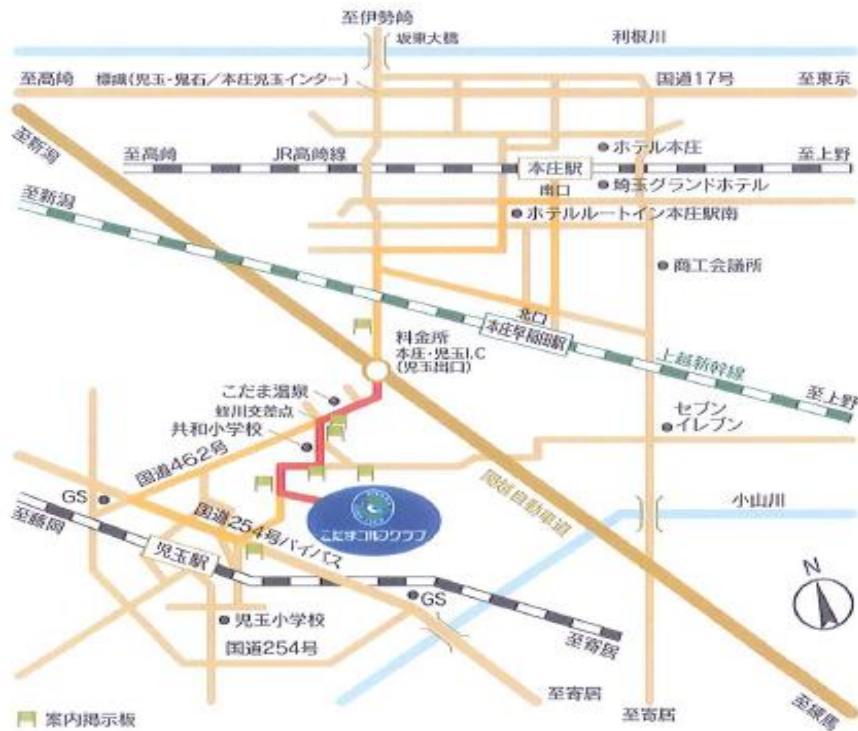 至伊勢崎
坂東大橋
利根川
至高崎
標識(児玉・鬼石/本庄児玉インター)
国道17号
至東京
至新潟
至高崎
JR高崎線
本庄駅
南口
ホテル本庄
至上野
埼玉グランドホテル
至新潟
ホテルルートイン本庄駅南
商工会議所
北口
本庄早稲田駅
上越新幹線
至上野
料金所
本庄・児玉I.C
(児玉出口)
こだま温泉
蛭川交差点
共和小学校
セブン
イレブン
国道462号
GS
関越自動車道
小山川
至藤岡
国道254号バイパス
こだまゴルフクラブ
児玉駅
GS
児玉小学校
国道254号
至寄居
N
至寄居
至寄居
至練馬
案内掲示板